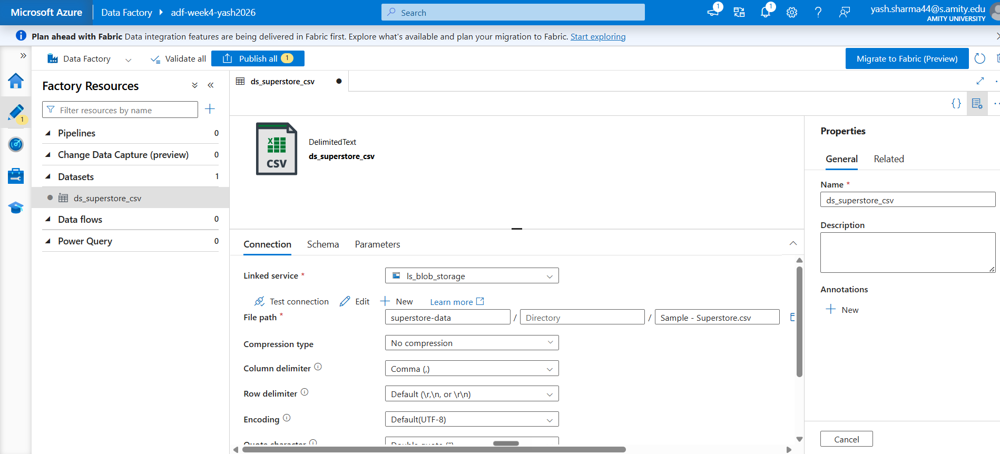 Microsoft Azure
Data Factory
adf-week4-yash2026
Search
1
1
yash.sharma44@s.amity.edu
AMITY UNIVERSITY
Plan ahead with Fabric Data integration features are being delivered in Fabric first. Explore what's available and plan your migration to Fabric. Start exploring
Data Factory
Validate all
Publish all 1
Migrate to Fabric (Preview)
1
Factory Resources
Filter resources by name
Pipelines 0
Change Data Capture (preview) 0
Datasets 1
ds_superstore_csv
Data flows 0
Power Query 0
ds_superstore_csv
CSV
DelimitedText
ds_superstore_csv
Connection Schema Parameters
Linked service * ls_blob_storage
Test connection Edit New Learn more
File path * superstore-data / Directory / Sample - Superstore.csv
Compression type No compression
Column delimiter Comma (,)
Row delimiter Default (\r,\n, or \r\n)
Encoding Default(UTF-8)
Quote character Double quote (")
Properties
General Related
Name *
ds_superstore_csv
Description
Annotations
New
Cancel